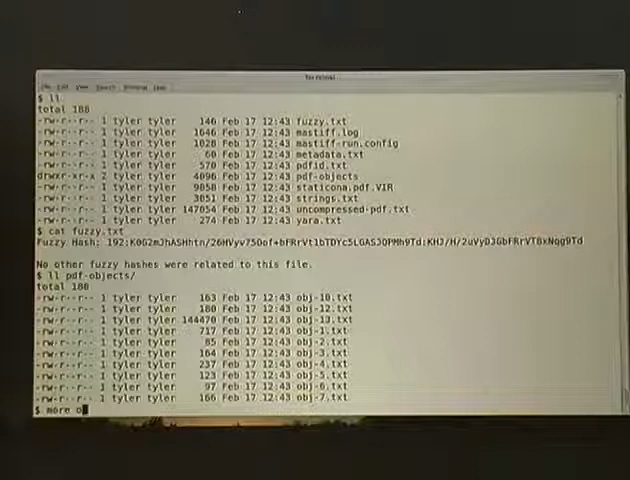 Terminal
File Edit View Search Terminal Help
$ ll
total 188
-rw-r--r-- 1 tyler tyler 146 Feb 17 12:43 fuzzy.txt
-rw-r--r-- 1 tyler tyler 1646 Feb 17 12:43 mastiff.log
-rw-r--r-- 1 tyler tyler 1028 Feb 17 12:43 mastiff-run.config
-rw-r--r-- 1 tyler tyler 60 Feb 17 12:43 metadata.txt
-rw-r--r-- 1 tyler tyler 570 Feb 17 12:43 pdfid.txt
drwxr-xr-x 2 tyler tyler 4096 Feb 17 12:43 pdf-objects
-rw-r--r-- 1 tyler tyler 9058 Feb 17 12:43 staticona.pdf.VIR
-rw-r--r-- 1 tyler tyler 3051 Feb 17 12:43 strings.txt
-rw-r--r-- 1 tyler tyler 147054 Feb 17 12:43 uncompressed-pdf.txt
-rw-r--r-- 1 tyler tyler 274 Feb 17 12:43 yara.txt
$ cat fuzzy.txt
Fuzzy Hash:
No other fuzzy hashes were related to this file.
$ ll pdf-objects/
total 180
-rw-r--r-- 1 tyler tyler 163 Feb 17 12:43 obj-10.txt
-rw-r--r-- 1 tyler tyler 180 Feb 17 12:43 obj-12.txt
-rw-r--r-- 1 tyler tyler 144470 Feb 17 12:43 obj-13.txt
-rw-r--r-- 1 tyler tyler 717 Feb 17 12:43 obj-1.txt
-rw-r--r-- 1 tyler tyler 85 Feb 17 12:43 obj-2.txt
-rw-r--r-- 1 tyler tyler 164 Feb 17 12:43 obj-3.txt
-rw-r--r-- 1 tyler tyler 237 Feb 17 12:43 obj-4.txt
-rw-r--r-- 1 tyler tyler 123 Feb 17 12:43 obj-5.txt
-rw-r--r-- 1 tyler tyler 97 Feb 17 12:43 obj-6.txt
-rw-r--r-- 1 tyler tyler 166 Feb 17 12:43 obj-7.txt
$ more o